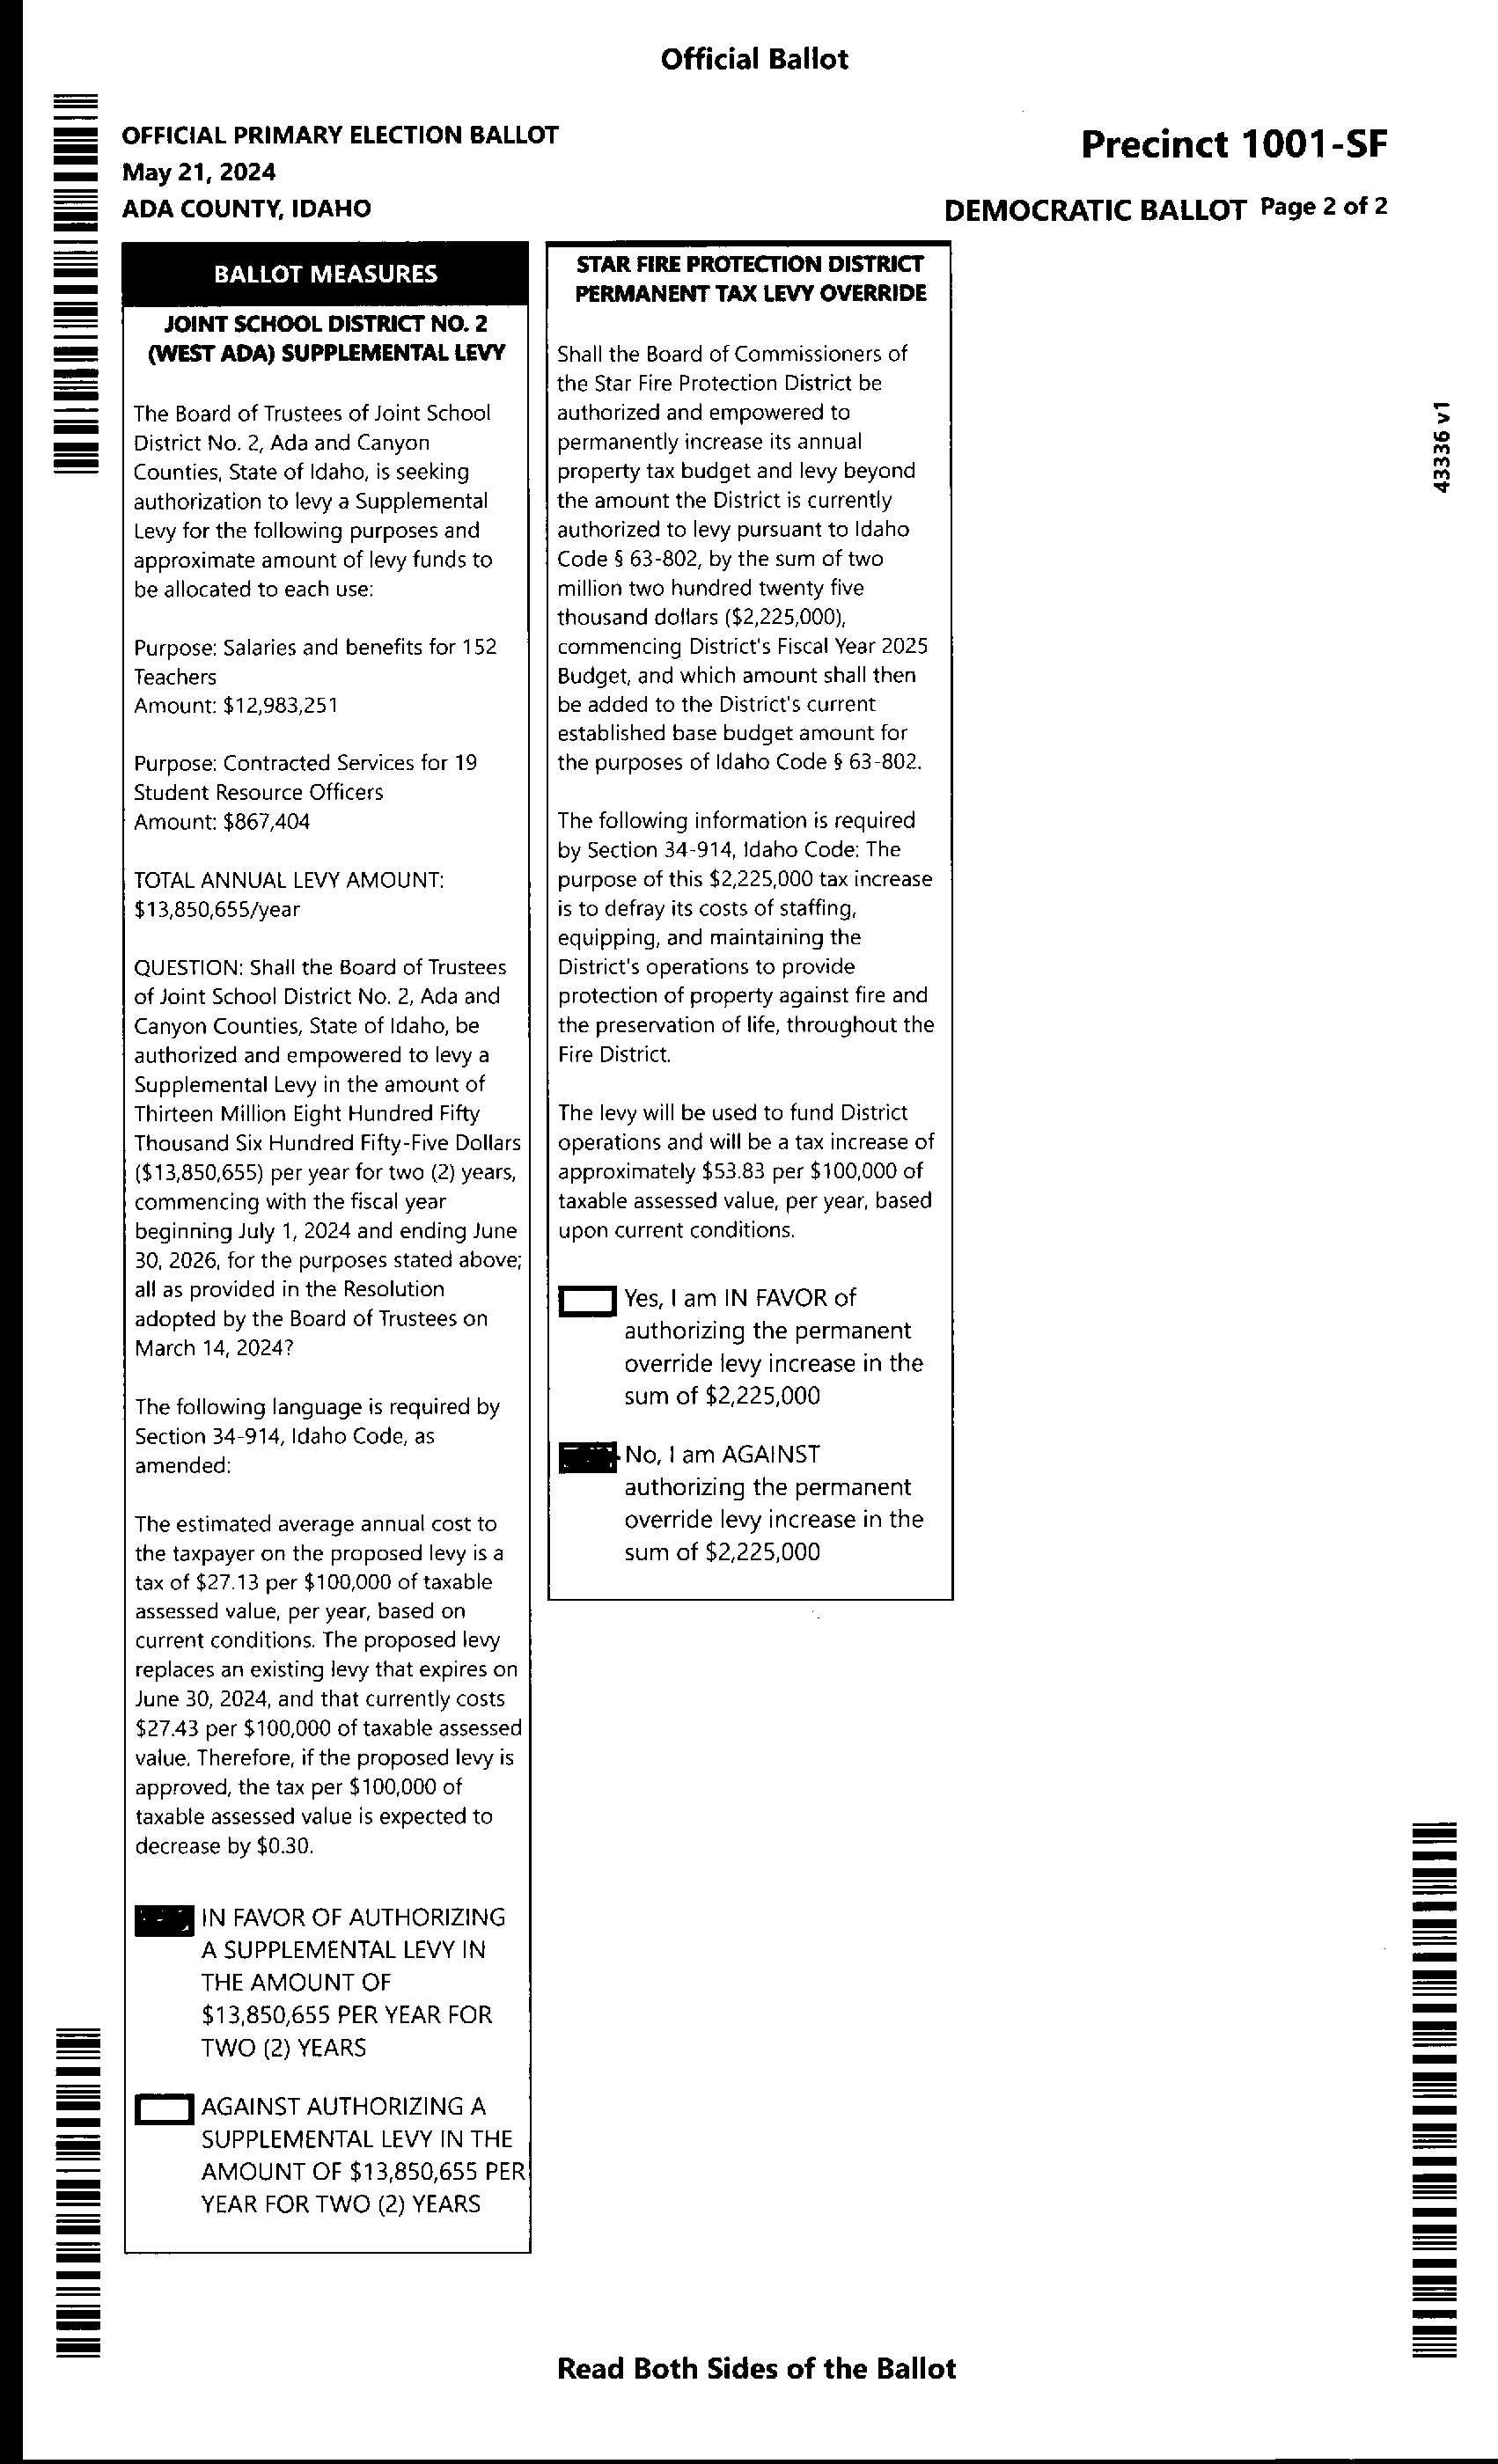 Official Ballot
OFFICIAL PRIMARY ELECTION BALLOT
May 21, 2024
ADA COUNTY, IDAHO
Precinct 1001-SF
DEMOCRATIC BALLOT Page 2 of 2
BALLOT MEASURES
JOINT SCHOOL DISTRICT NO. 2
(WEST ADA) SUPPLEMENTAL LEVY
The Board of Trustees of Joint School
District No. 2, Ada and Canyon
Counties, State of Idaho, is seeking
authorization to levy a Supplemental
Levy for the following purposes and
approximate amount of levy funds to
be allocated to each use:
Purpose: Salaries and benefits for 152
Teachers
Amount: $12,983,251
Purpose: Contracted Services for 19
Student Resource Officers
Amount: $867,404
TOTAL ANNUAL LEVY AMOUNT:
$13,850,655/year
QUESTION: Shall the Board of Trustees
of Joint School District No. 2, Ada and
Canyon Counties, State of Idaho, be
authorized and empowered to levy a
Supplemental Levy in the amount of
Thirteen Million Eight Hundred Fifty
Thousand Six Hundred Fifty-Five Dollars
($13,850,655) per year for two (2) years,
commencing with the fiscal year
beginning July 1, 2024 and ending June
30, 2026, for the purposes stated above;
all as provided in the Resolution
adopted by the Board of Trustees on
March 14, 2024?
The following language is required by
Section 34-914, Idaho Code, as
amended:
The estimated average annual cost to
the taxpayer on the proposed levy is a
tax of $27.13 per $100,000 of taxable
assessed value, per year, based on
current conditions. The proposed levy
replaces an existing levy that expires on
June 30, 2024, and that currently costs
$27.43 per $100,000 of taxable assessed
value. Therefore, if the proposed levy is
approved, the tax per $100,000 of
taxable assessed value is expected to
decrease by $0.30.
IN FAVOR OF AUTHORIZING
A SUPPLEMENTAL LEVY IN
THE AMOUNT OF
$13,850,655 PER YEAR FOR
TWO (2) YEARS
AGAINST AUTHORIZING A
SUPPLEMENTAL LEVY IN THE
AMOUNT OF $13,850,655 PER
YEAR FOR TWO (2) YEARS
STAR FIRE PROTECTION DISTRICT
PERMANENT TAX LEVY OVERRIDE
Shall the Board of Commissioners of
the Star Fire Protection District be
authorized and empowered to
permanently increase its annual
property tax budget and levy beyond
the amount the District is currently
authorized to levy pursuant to Idaho
Code § 63-802, by the sum of two
million two hundred twenty five
thousand dollars ($2,225,000),
commencing District's Fiscal Year 2025
Budget, and which amount shall then
be added to the District's current
established base budget amount for
the purposes of Idaho Code § 63-802.
The following information is required
by Section 34-914, Idaho Code: The
purpose of this $2,225,000 tax increase
is to defray its costs of staffing,
equipping, and maintaining the
District's operations to provide
protection of property against fire and
the preservation of life, throughout the
Fire District.
The levy will be used to fund District
operations and will be a tax increase of
approximately $53.83 per $100,000 of
taxable assessed value, per year, based
upon current conditions.
Yes, I am IN FAVOR of
authorizing the permanent
override levy increase in the
sum of $2,225,000
No, I am AGAINST
authorizing the permanent
override levy increase in the
sum of $2,225,000
43336 v1
Read Both Sides of the Ballot